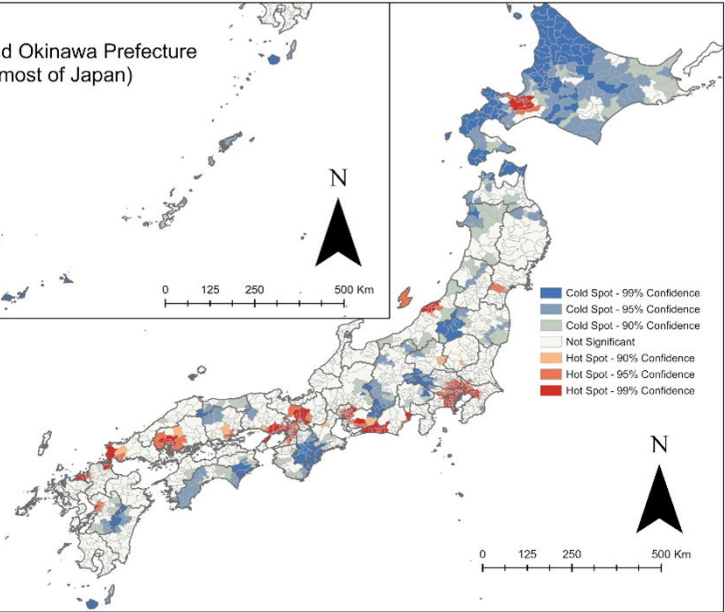 d Okinawa Prefecture
most of Japan)
N
0 125 250 500 Km
Cold Spot - 99% Confidence
Cold Spot - 95% Confidence
Cold Spot - 90% Confidence
Not Significant
Hot Spot - 90% Confidence
Hot Spot - 95% Confidence
Hot Spot - 99% Confidence
N
0 125 250 500 Km